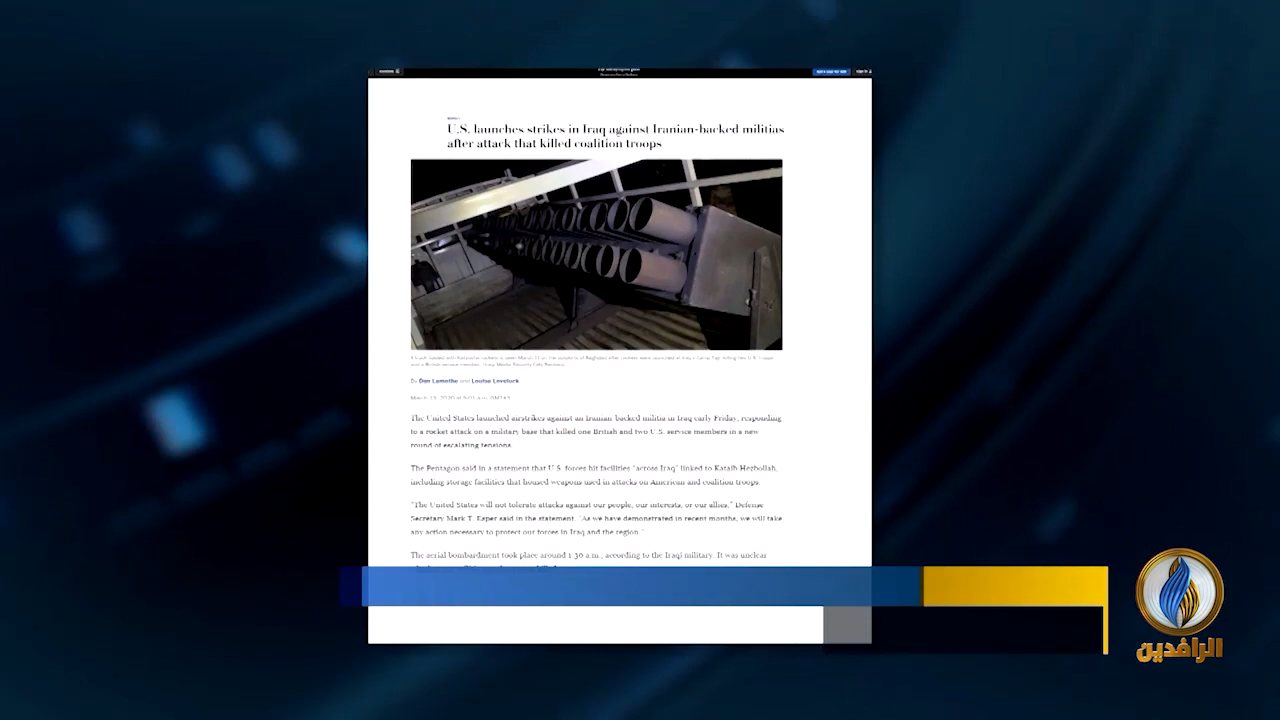 U.S. launches strikes in Iraq against Iranian-backed militias
after attack that killed coalition troops
By Dan Lamothe and Louisa Loveluck
The United States launched airstrikes against an Iranian-backed militia in Iraq early Friday, responding
to a rocket attack on a military base that killed one British and two U.S. service members in a new
round of escalating tensions.
The Pentagon said in a statement that U.S. forces hit facilities "across Iraq" linked to Kataib Hezbollah,
including storage facilities that housed weapons used in attacks on American and coalition troops.
"The United States will not tolerate attacks against our people, our interests, or our allies," Defense
Secretary Mark T. Esper said in the statement. "As we have demonstrated in recent months, we will take
any action necessary to protect our forces in Iraq and the region."
The aerial bombardment took place around 1:30 a.m., according to the Iraqi military. It was unclear
الرافدين